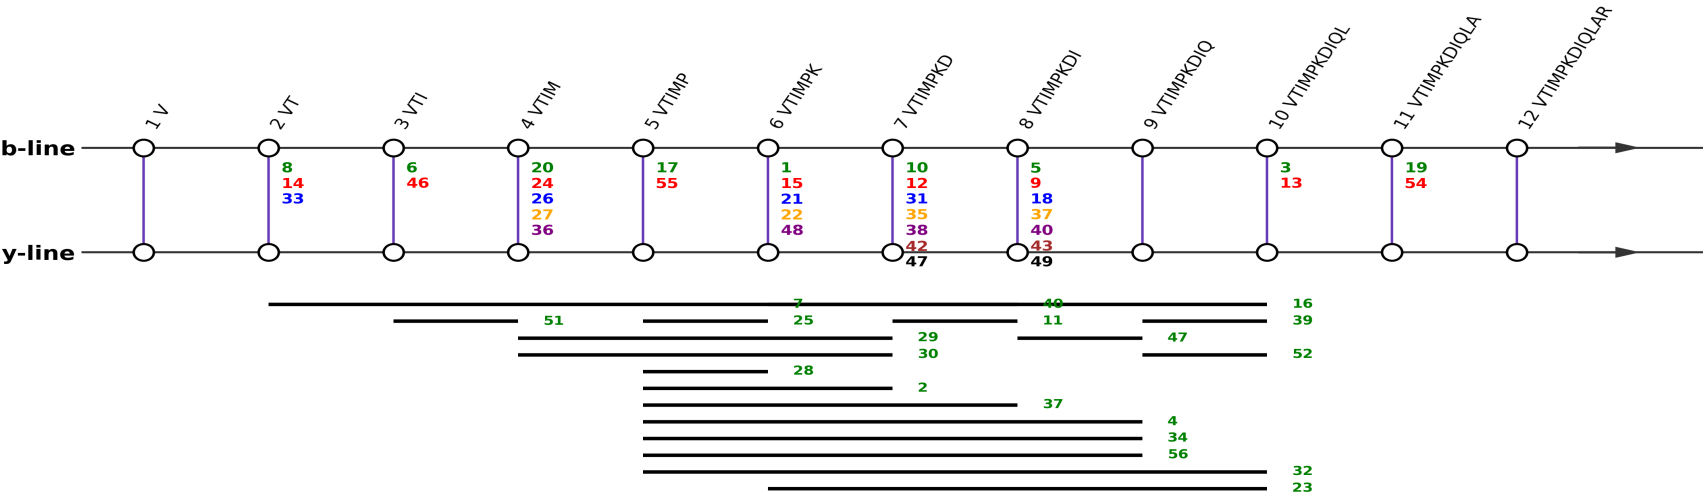 1 V
2 VT
3 VTI
4 VTIM
5 VTIMP
6 VTIMPK
7 VTIMPKD
8 VTIMPKDI
9 VTIMPKDIQ
10 VTIMPKDIQL
11 VTIMPKDIQLA
12 VTIMPKDIQLAR
b-line
8 6 20 17 1 10 5 3 19
14 46 24 55 15 12 9 13 54
33 26 21 31 18
27 22 35 37
36 48 38 40
42 43
y-line
47 49
7 40 16
51 25 11 39
29 47
30 52
28
2
37
4
34
56
32
23